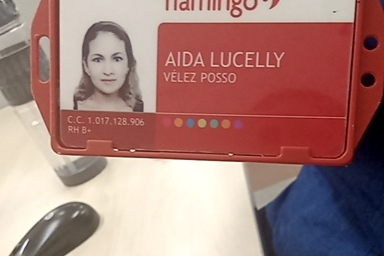 flamingo
AIDA LUCELLY
VÉLEZ POSSO
C.C. 1.017.128.906
RH B+